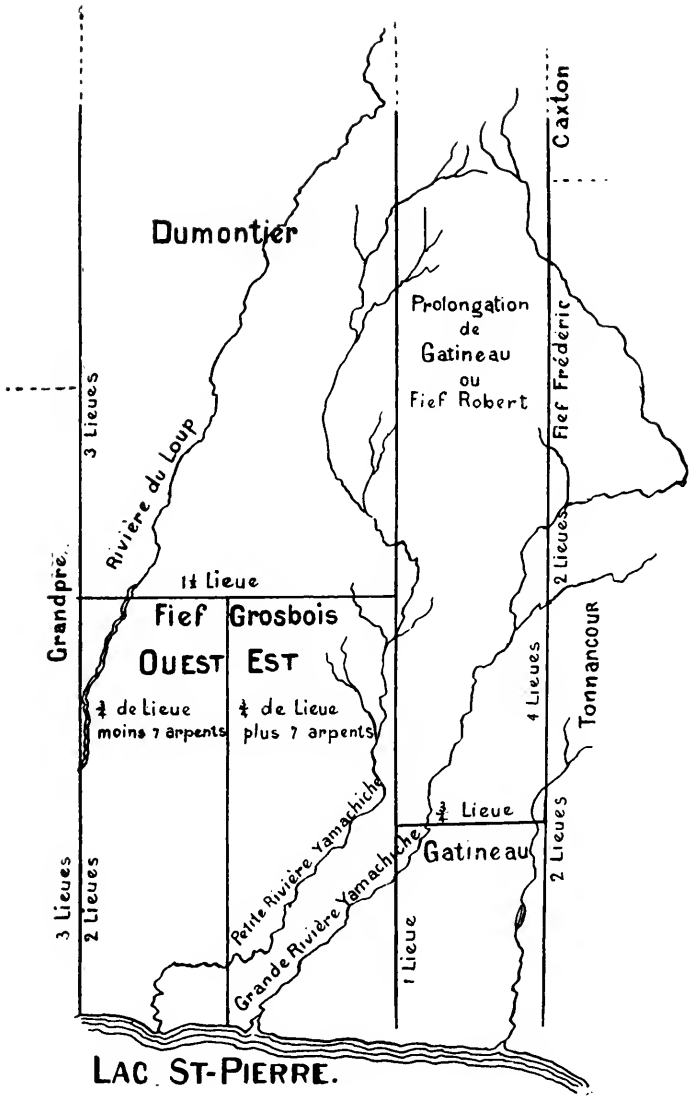 Caxton
Dumontier
Prolongation
de
Gatineau
ou
Fief Robert
Fief Frédéric
3 Lieues
Rivière du Loup
2 Lieues
Grandpre
1½ Lieue
Fief Grosbois
OUEST EST
¾ de Lieue
moins 7 arpents
¾ de Lieue
plus 7 arpents
4 Lieues
Tonnancour
Petite Rivière Yamachiche
Grande Rivière Yamachiche
¾ Lieue
Gatineau
2 Lieues
3 Lieues
2 Lieues
1 Lieue
LAC ST-PIERRE.